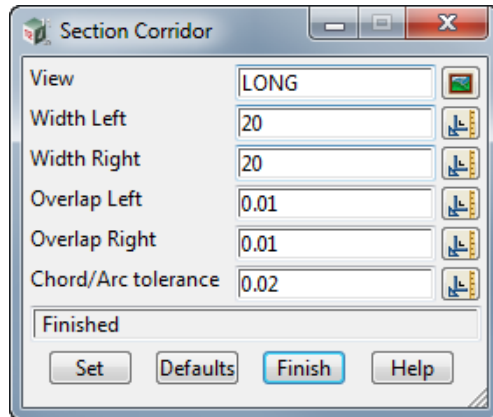 Section Corridor
View LONG
Width Left 20
Width Right 20
Overlap Left 0.01
Overlap Right 0.01
Chord/Arc tolerance 0.02
Finished
Set Defaults Finish Help